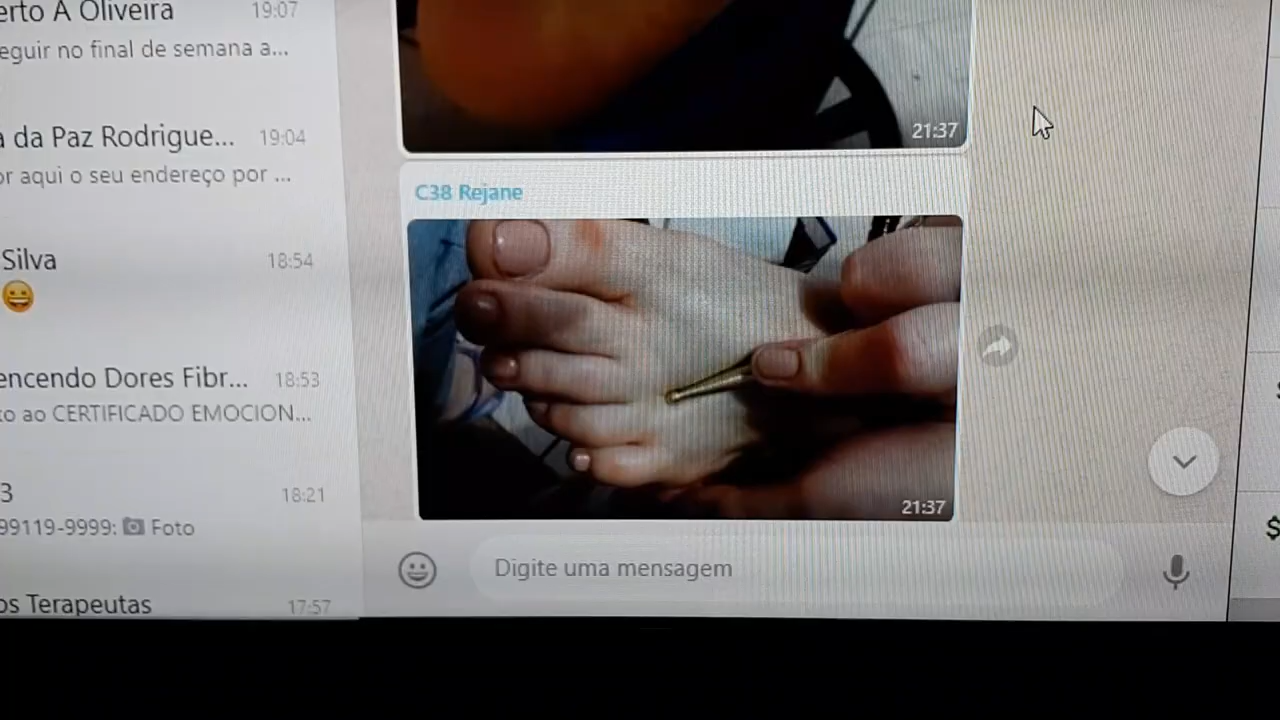 erto A Oliveira 19:07
eguir no final de semana a...
a da Paz Rodrigue... 19:04
or aqui o seu endereço por ...
Silva 18:54
encendo Dores Fibr... 18:53
to ao CERTIFICADO EMOCION...
3 18:21
99119-9999: Foto
os Terapeutas 17:57
21:37
C38 Rejane
21:37
Digite uma mensagem
$